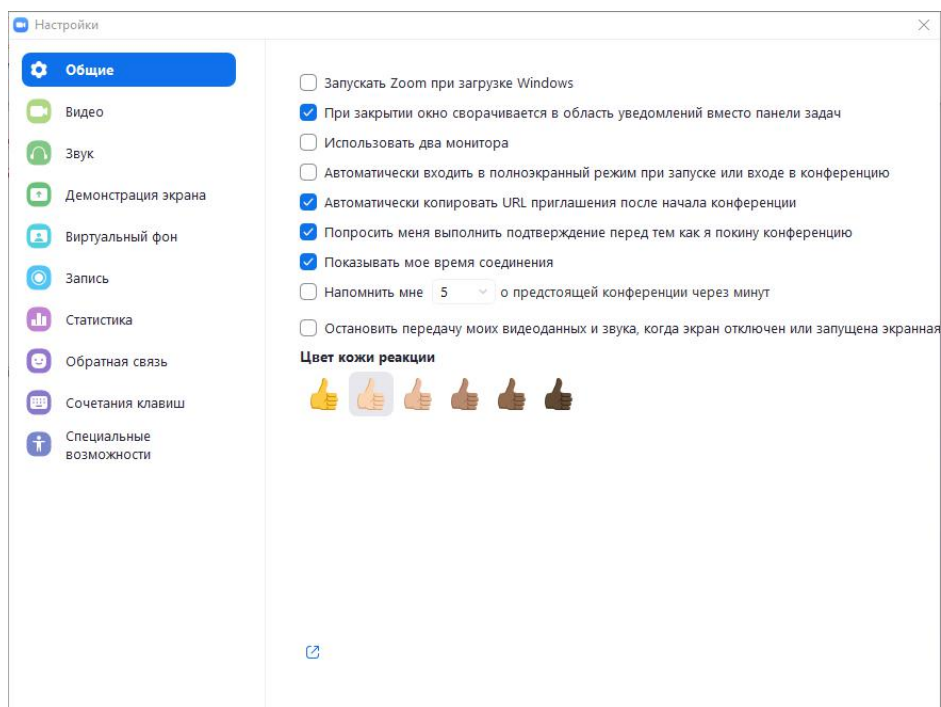 Настройки
Общие
Видео
Звук
Демонстрация экрана
Виртуальный фон
Запись
Статистика
Обратная связь
Сочетания клавиш
Специальные
возможности
Запускать Zoom при загрузке Windows
При закрытии окно сворачивается в область уведомлений вместо панели задач
Использовать два монитора
Автоматически входить в полноэкранный режим при запуске или входе в конференцию
Автоматически копировать URL приглашения после начала конференции
Попросить меня выполнить подтверждение перед тем как я покину конференцию
Показывать мое время соединения
Напомнить мне 5 о предстоящей конференции через минут
Остановить передачу моих видеоданных и звука, когда экран отключен или запущена экранная
Цвет кожи реакции